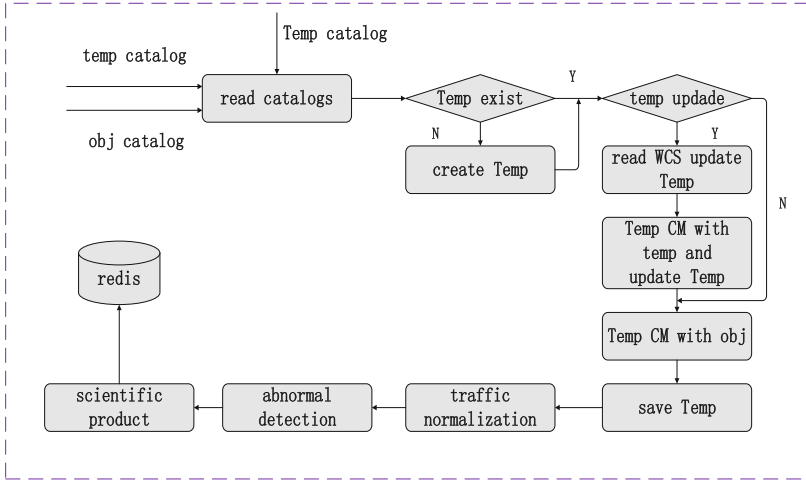 Temp catalog
temp catalog
read catalogs
obj catalog
Temp exist
Y
temp updade
N
create Temp
Y
read WCS update
Temp
N
Temp CM with
temp and
update Temp
redis
Temp CM with obj
scientific
product
abnormal
detection
traffic
normalization
save Temp